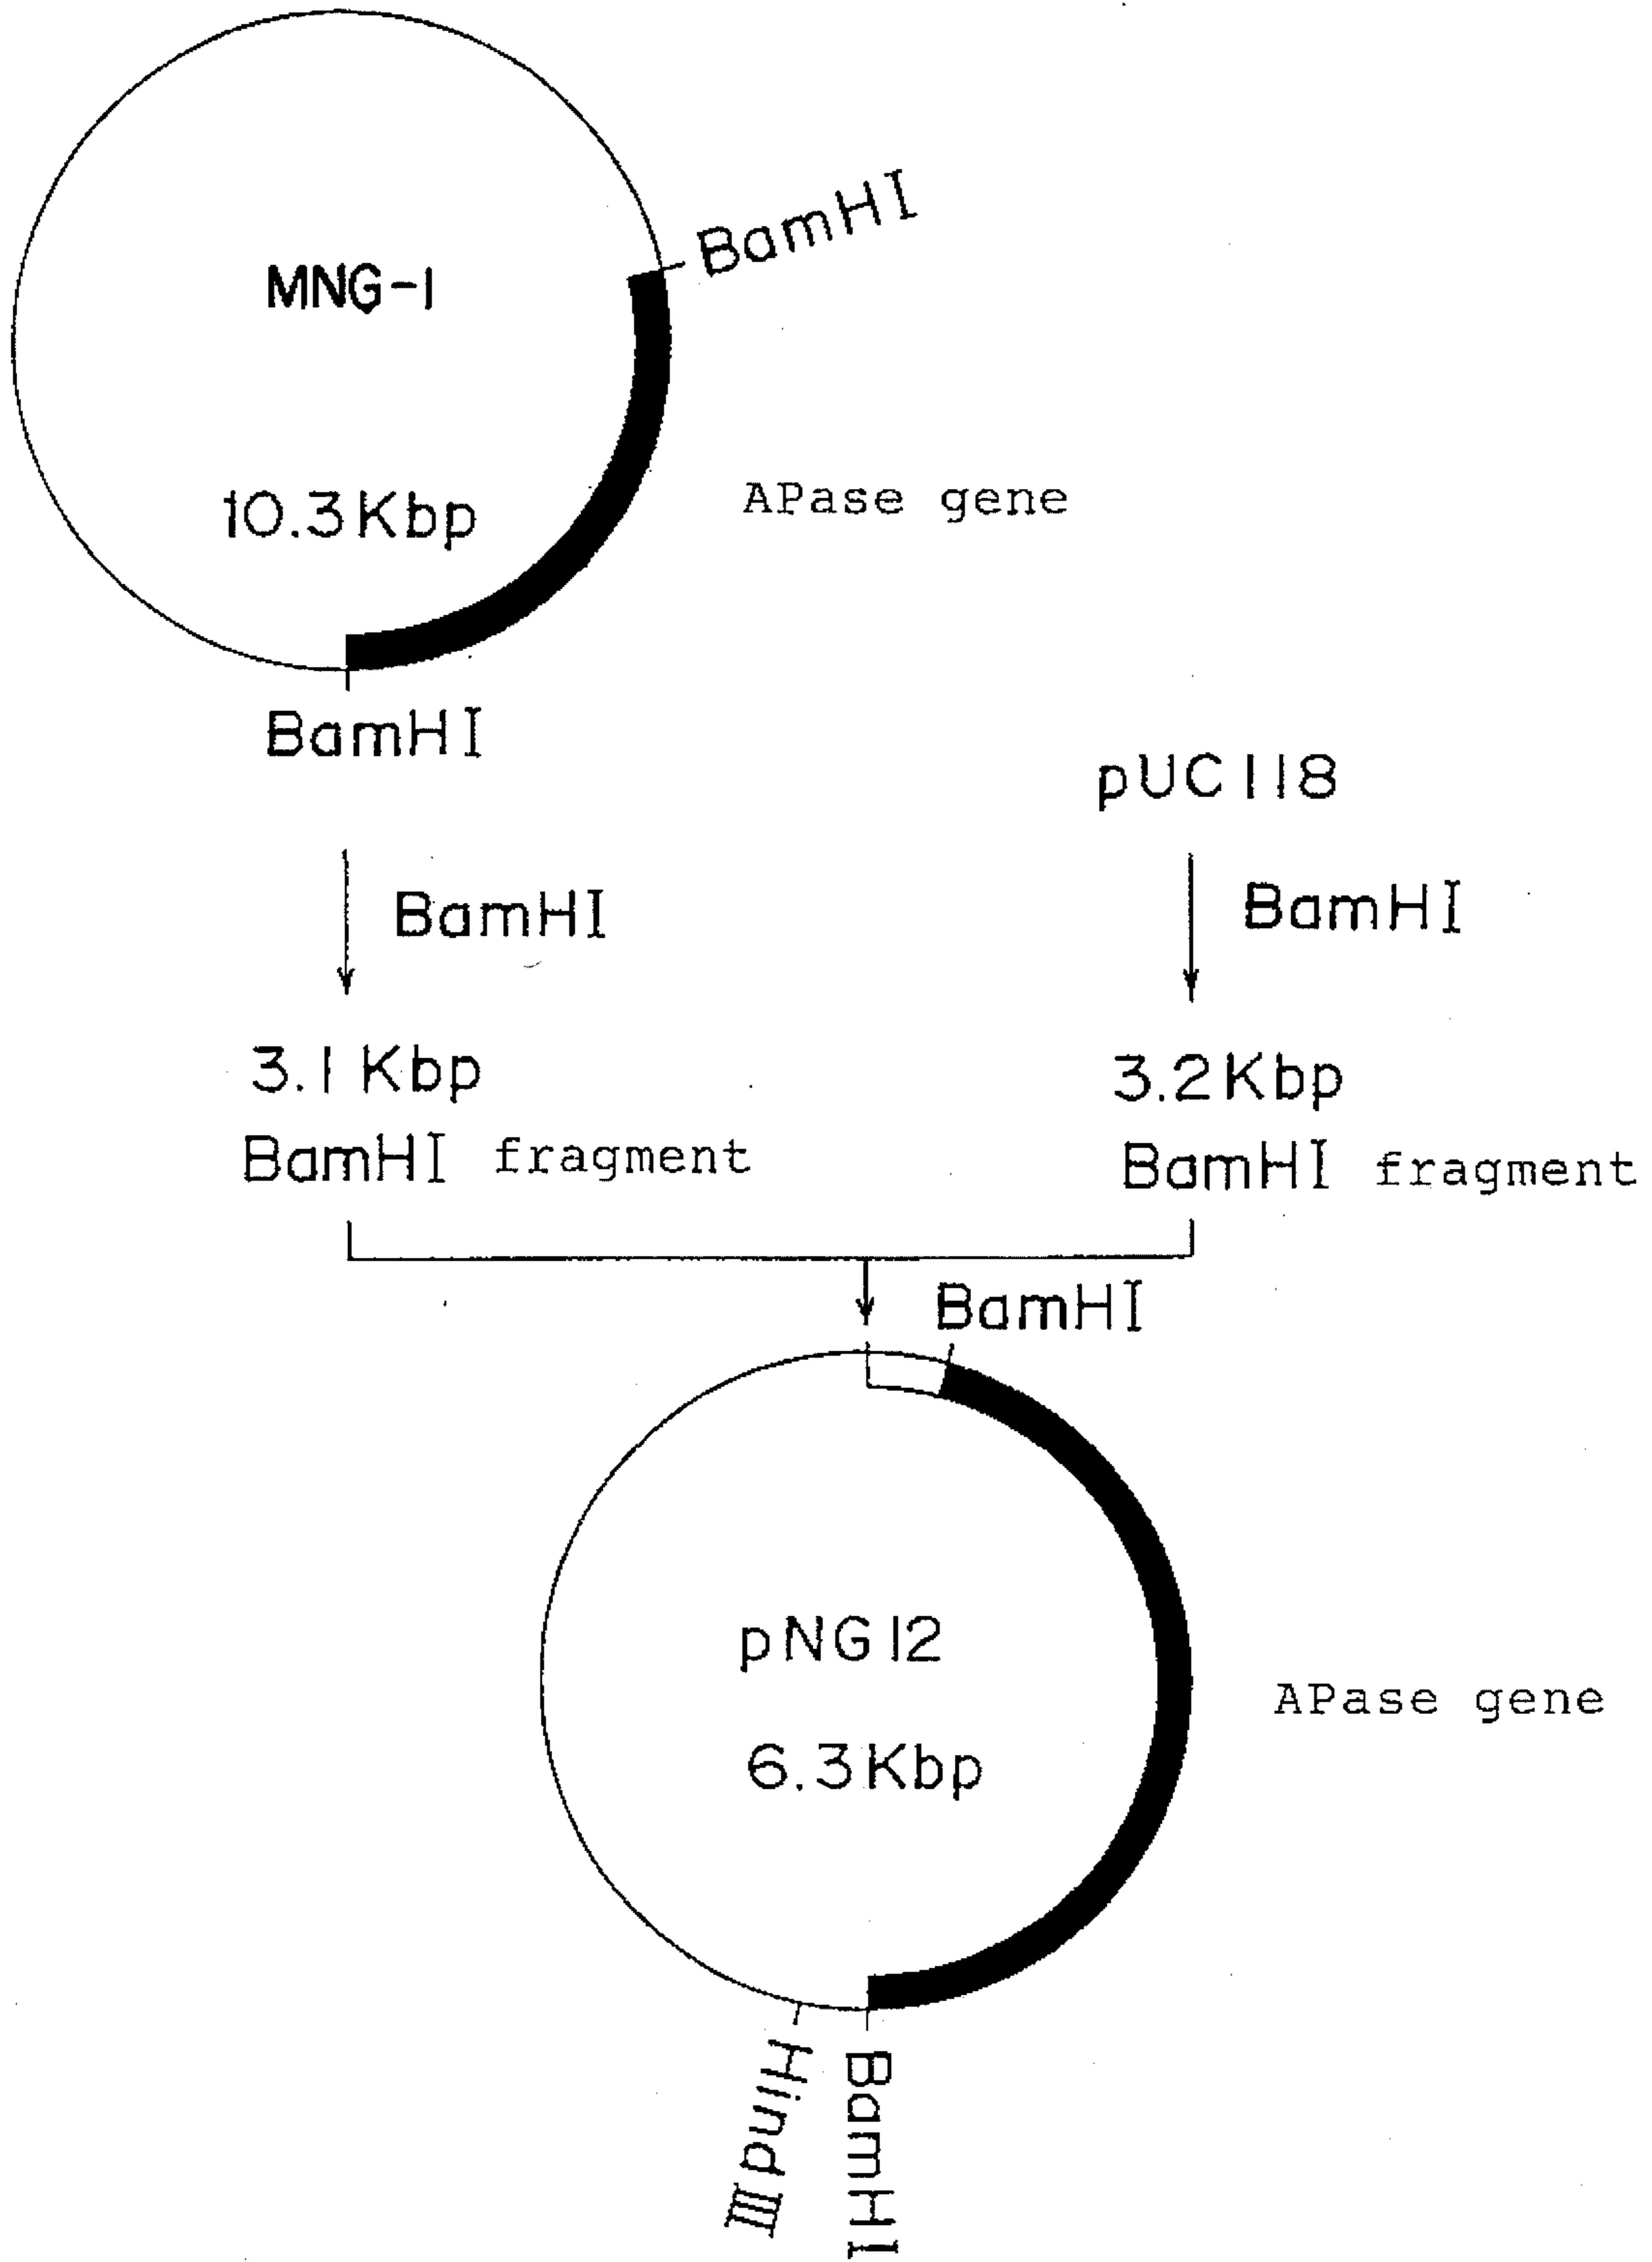 BamHI
MNG-1
10.3Kbp
APase gene
BamHI
pUC118
BamHI
BamHI
3.1Kbp
BamHI fragment
3.2Kbp
BamHI fragment
BamHI
pNG12
6.3Kbp
APase gene
HindIII
BamHI